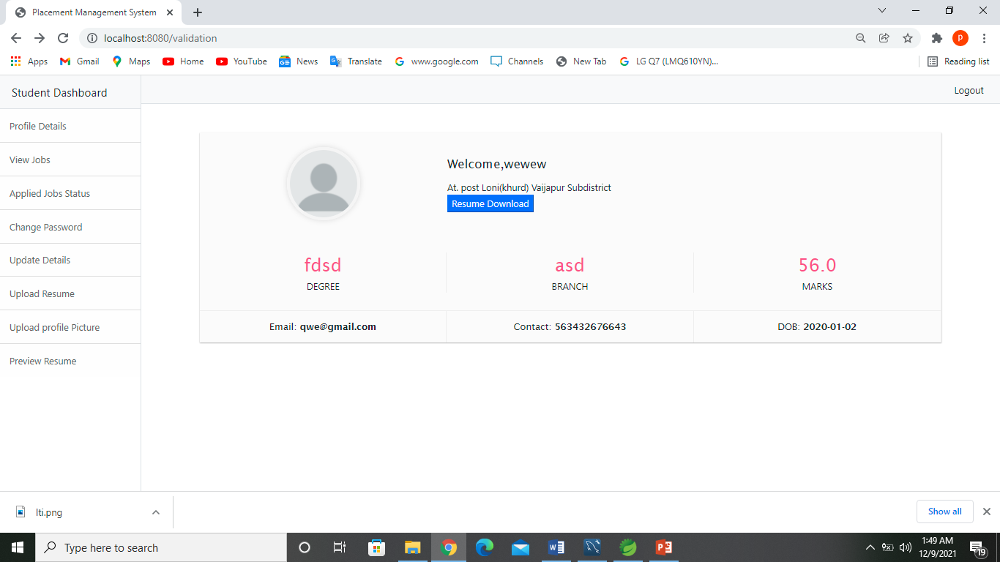 Placement Management System
localhost:8080/validation
P
Apps Gmail Maps Home YouTube News Translate www.google.com Channels New Tab LG Q7 (LMQ610YN)... Reading list
Student Dashboard
Logout
Profile Details
View Jobs
Applied Jobs Status
Change Password
Update Details
Upload Resume
Upload profile Picture
Preview Resume
Welcome,wewew
At. post Loni(khurd) Vaijapur Subdistrict
Resume Download
fdsd asd 56.0
DEGREE BRANCH MARKS
Email: qwe@gmail.com Contact: 563432676643 DOB: 2020-01-02
lti.png
Show all
Type here to search
1:49 AM
12/9/2021
19